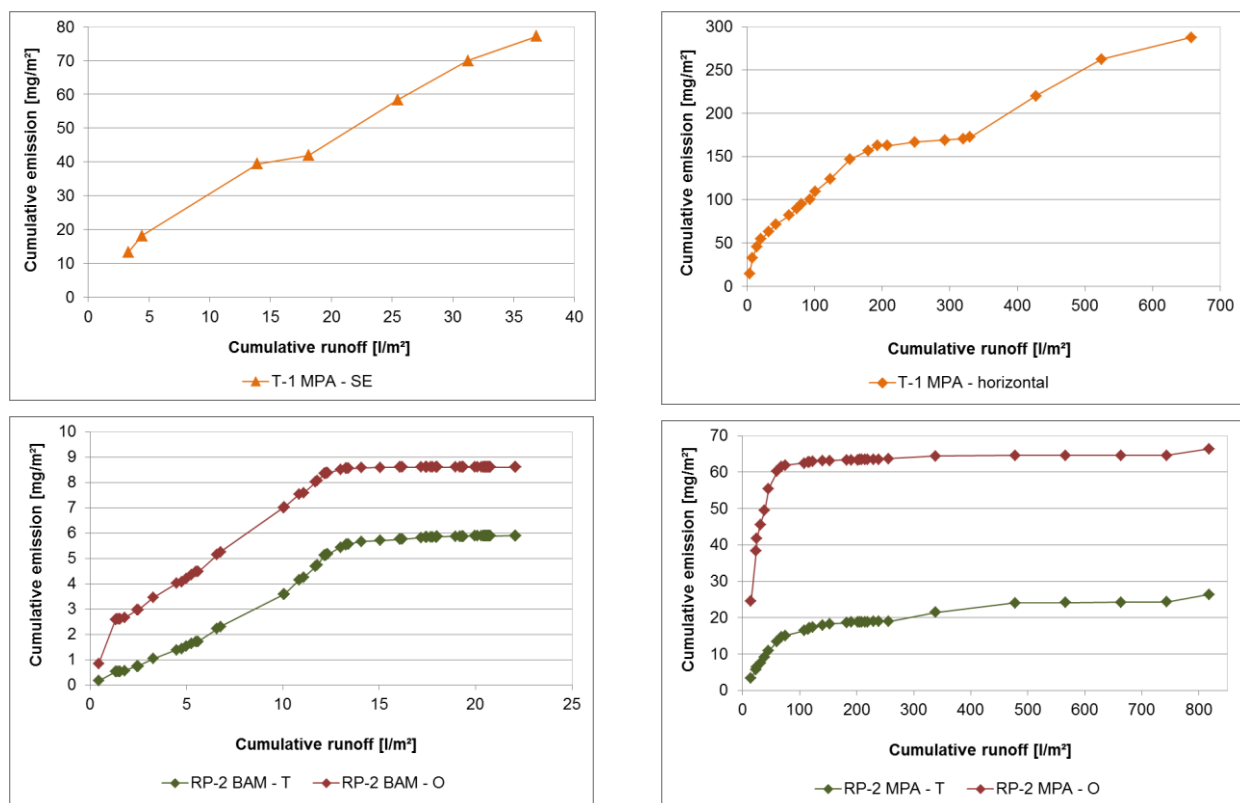 Cumulative emission [mg/m²]
80
70
60
50
40
30
20
10
0
0 5 10 15 20 25 30 35 40
Cumulative runoff [l/m²]
T-1 MPA - SE
Cumulative emission [mg/m²]
300
250
200
150
100
50
0
0 100 200 300 400 500 600 700
Cumulative runoff [l/m²]
T-1 MPA - horizontal
Cumulative emission [mg/m²]
10
9
8
7
6
5
4
3
2
1
0
0 5 10 15 20 25
Cumulative runoff [l/m²]
RP-2 BAM - T RP-2 BAM - O
Cumulative emission [mg/m²]
70
60
50
40
30
20
10
0
0 100 200 300 400 500 600 700 800
Cumulative runoff [l/m²]
RP-2 MPA - T RP-2 MPA - O